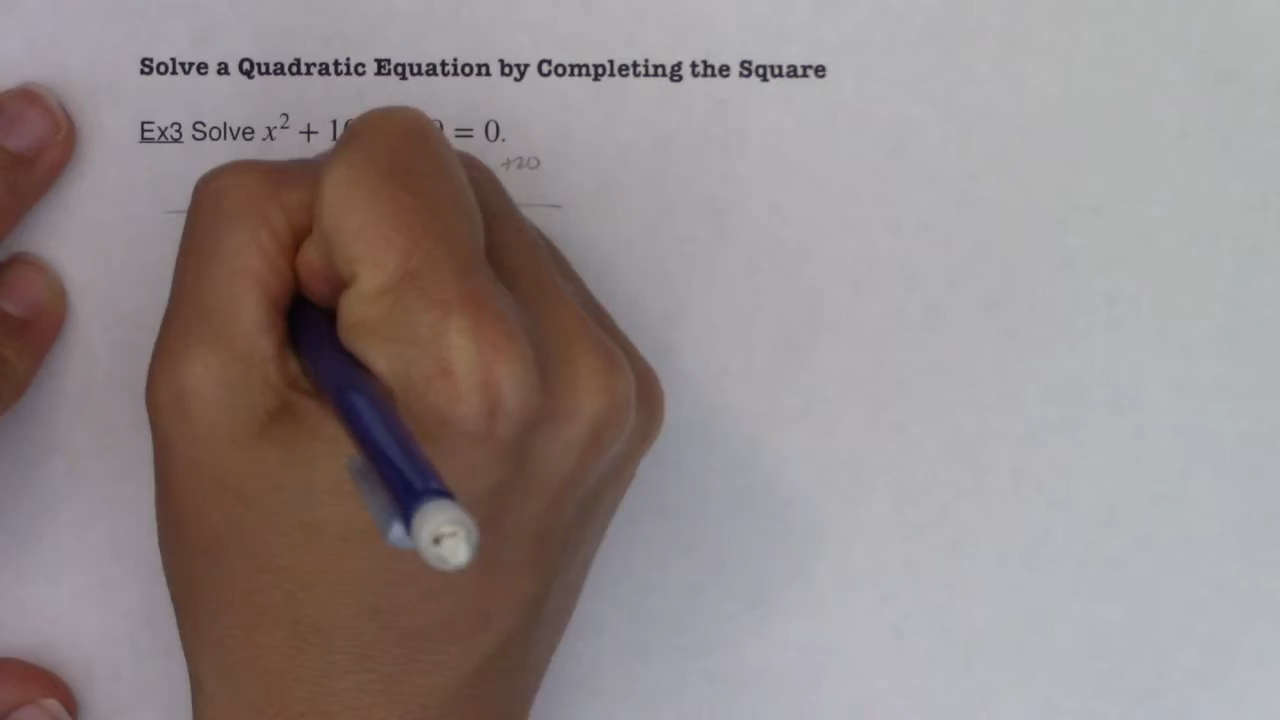 Solve a Quadratic Equation by Completing the Square
Ex3 Solve x² + 1 = 0.
+20